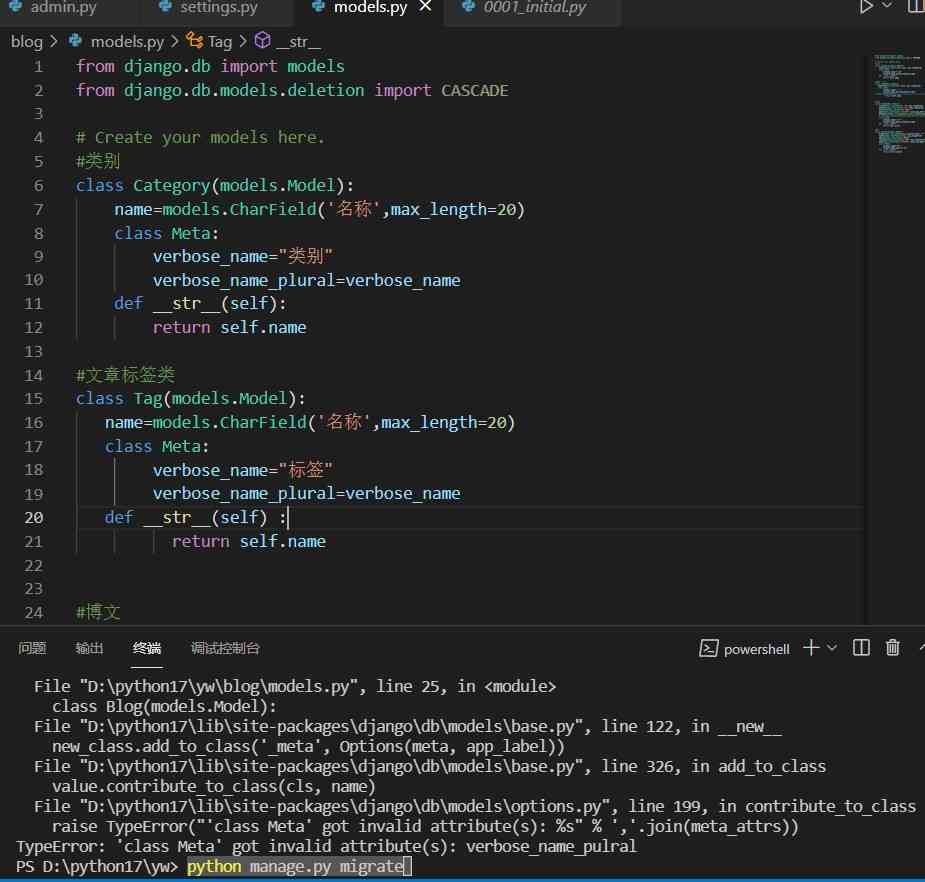 admin.py settings.py models.py × 0001_initial.py
blog > models.py > Tag > __str__
1 from django.db import models
2 from django.db.models.deletion import CASCADE
3
4 # Create your models here.
5 #类别
6 class Category(models.Model):
7 name=models.CharField('名称',max_length=20)
8 class Meta:
9 verbose_name="类别"
10 verbose_name_plural=verbose_name
11 def __str__(self):
12 return self.name
13
14 #文章标签类
15 class Tag(models.Model):
16 name=models.CharField('名称',max_length=20)
17 class Meta:
18 verbose_name="标签"
19 verbose_name_plural=verbose_name
20 def __str__(self) :
21 return self.name
22
23
24 #博文
问题 输出 终端 调试控制台 powershell
File "D:\python17\yw\blog\models.py", line 25, in <module>
class Blog(models.Model):
File "D:\python17\lib\site-packages\django\db\models\base.py", line 122, in __new__
new_class.add_to_class('_meta', Options(meta, app_label))
File "D:\python17\lib\site-packages\django\db\models\base.py", line 326, in add_to_class
value.contribute_to_class(cls, name)
File "D:\python17\lib\site-packages\django\db\models\options.py", line 199, in contribute_to_class
raise TypeError("'class Meta' got invalid attribute(s): %s" % ','.join(meta_attrs))
TypeError: 'class Meta' got invalid attribute(s): verbose_name_pulral
PS D:\python17\yw> python manage.py migrate